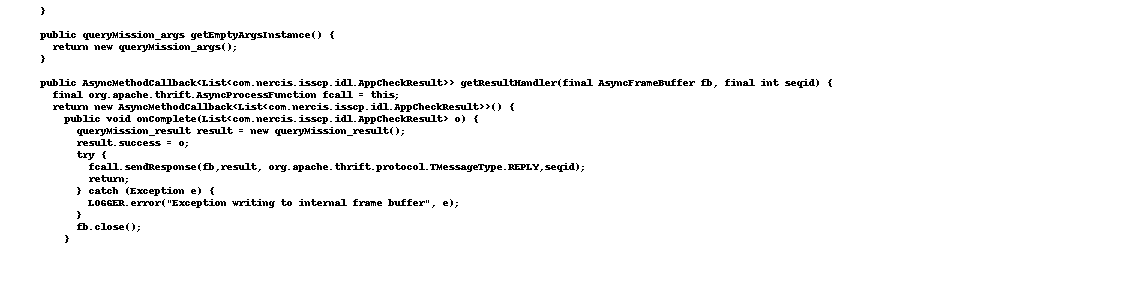 }
public queryMission_args getEmptyArgsInstance() {
return new queryMission_args();
}
public AsyncMethodCallback<List<com.nercis.isscp.idl.AppCheckResult>> getResultHandler(final AsyncFrameBuffer fb, final int seqid) {
final org.apache.thrift.AsyncProcessFunction fcall = this;
return new AsyncMethodCallback<List<com.nercis.isscp.idl.AppCheckResult>>() {
public void onComplete(List<com.nercis.isscp.idl.AppCheckResult> o) {
queryMission_result result = new queryMission_result();
result.success = o;
try {
fcall.sendResponse(fb,result, org.apache.thrift.protocol.TMessageType.REPLY,seqid);
return;
} catch (Exception e) {
LOGGER.error("Exception writing to internal frame buffer", e);
}
fb.close();
}